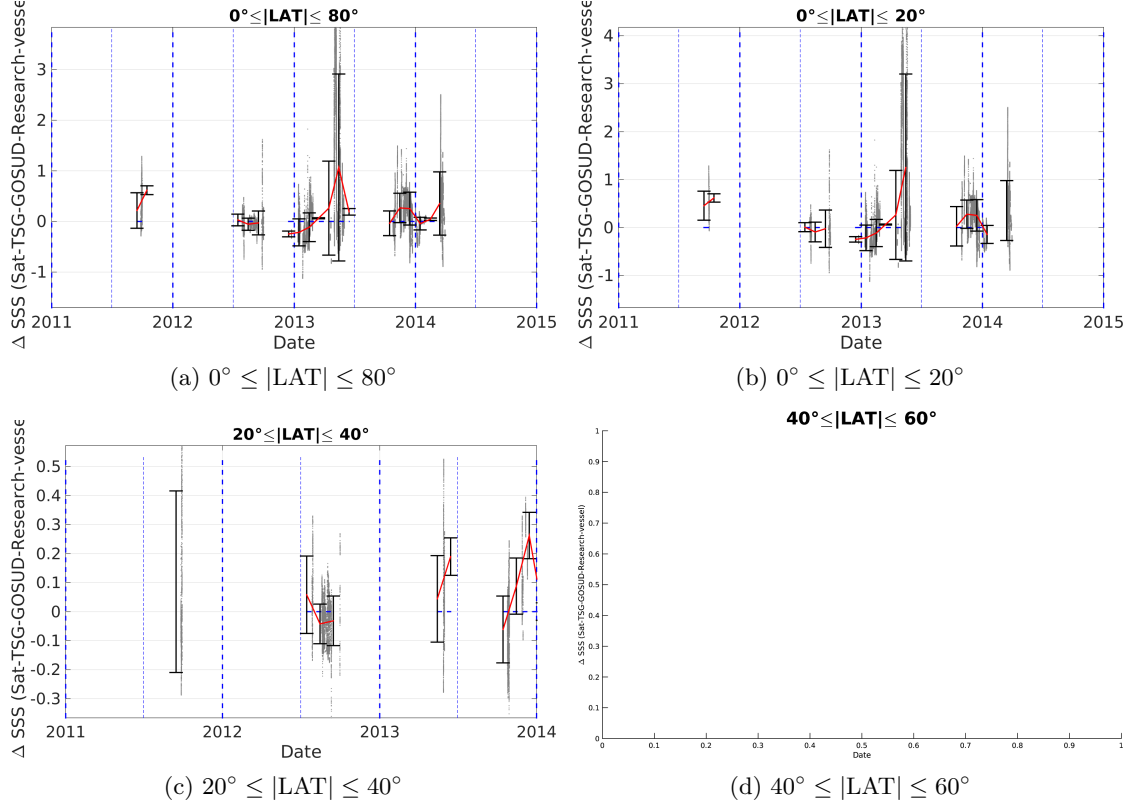 0°≤|LAT|≤ 80°
Δ SSS (Sat-TSG-GOSUD-Research-vesse
3
2
1
0
-1
2011 2012 2013 2014 2015
Date
(a) 0° ≤ |LAT| ≤ 80°
0°≤|LAT|≤ 20°
Δ SSS (Sat-TSG-GOSUD-Research-vesse
4
3
2
1
0
-1
2011 2012 2013 2014 2015
Date
(b) 0° ≤ |LAT| ≤ 20°
20°≤|LAT|≤ 40°
Δ SSS (Sat-TSG-GOSUD-Research-vesse
0.5
0.4
0.3
0.2
0.1
0
-0.1
-0.2
-0.3
2011 2012 2013 2014
Date
(c) 20° ≤ |LAT| ≤ 40°
40°≤|LAT|≤ 60°
Δ SSS (Sat-TSG-GOSUD-Research-vessel)
1
0.9
0.8
0.7
0.6
0.5
0.4
0.3
0.2
0.1
0
0 0.1 0.2 0.3 0.4 0.5 0.6 0.7 0.8 0.9 1
Date
(d) 40° ≤ |LAT| ≤ 60°